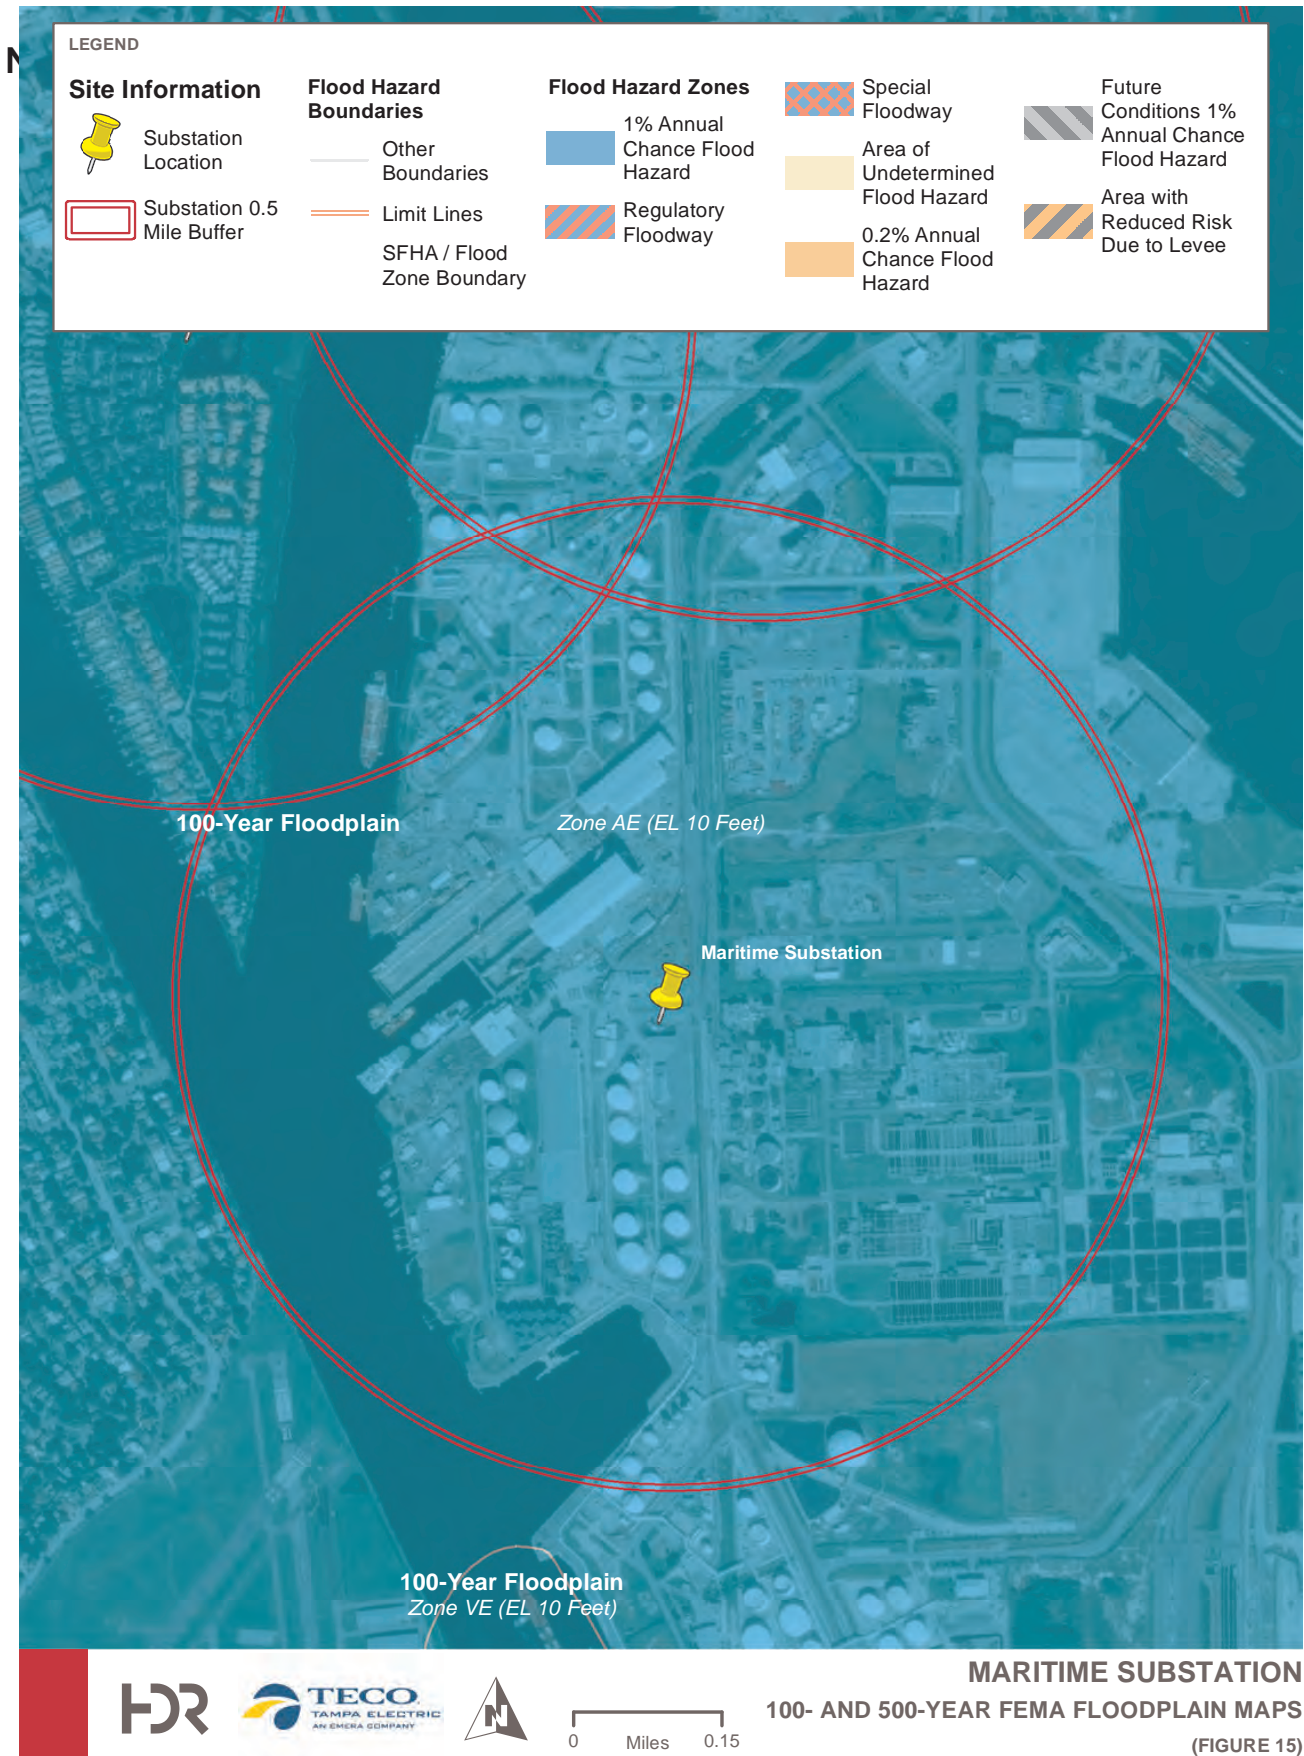 N
LEGEND
Site Information
Substation
Location
Substation 0.5
Mile Buffer
Flood Hazard
Boundaries
Other
Boundaries
Limit Lines
SFHA / Flood
Zone Boundary
Flood Hazard Zones
1% Annual
Chance Flood
Hazard
Regulatory
Floodway
Special
Floodway
Area of
Undetermined
Flood Hazard
0.2% Annual
Chance Flood
Hazard
Future
Conditions 1%
Annual Chance
Flood Hazard
Area with
Reduced Risk
Due to Levee
100-Year Floodplain
Zone AE (EL 10 Feet)
Maritime Substation
100-Year Floodplain
Zone VE (EL 10 Feet)
HDR
TECO
TAMPA ELECTRIC
AN EMERA COMPANY
N
0 Miles 0.15
MARITIME SUBSTATION
100- AND 500-YEAR FEMA FLOODPLAIN MAPS
(FIGURE 15)